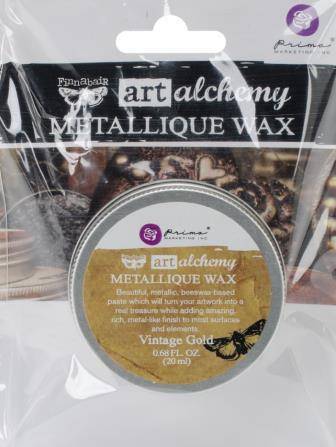 Prima
MARKETING INC
Finnabair
art alchemy
METALLIQUE WAX
Prima
MARKETING INC
art alchemy
METALLIQUE WAX
Beautiful, metallic, beeswax-based
paste which will turn your artwork into a
real treasure while adding amazing,
rich, metal-like finish to most surfaces
and elements.
Vintage Gold
0.68 FL. OZ.
(20 ml)